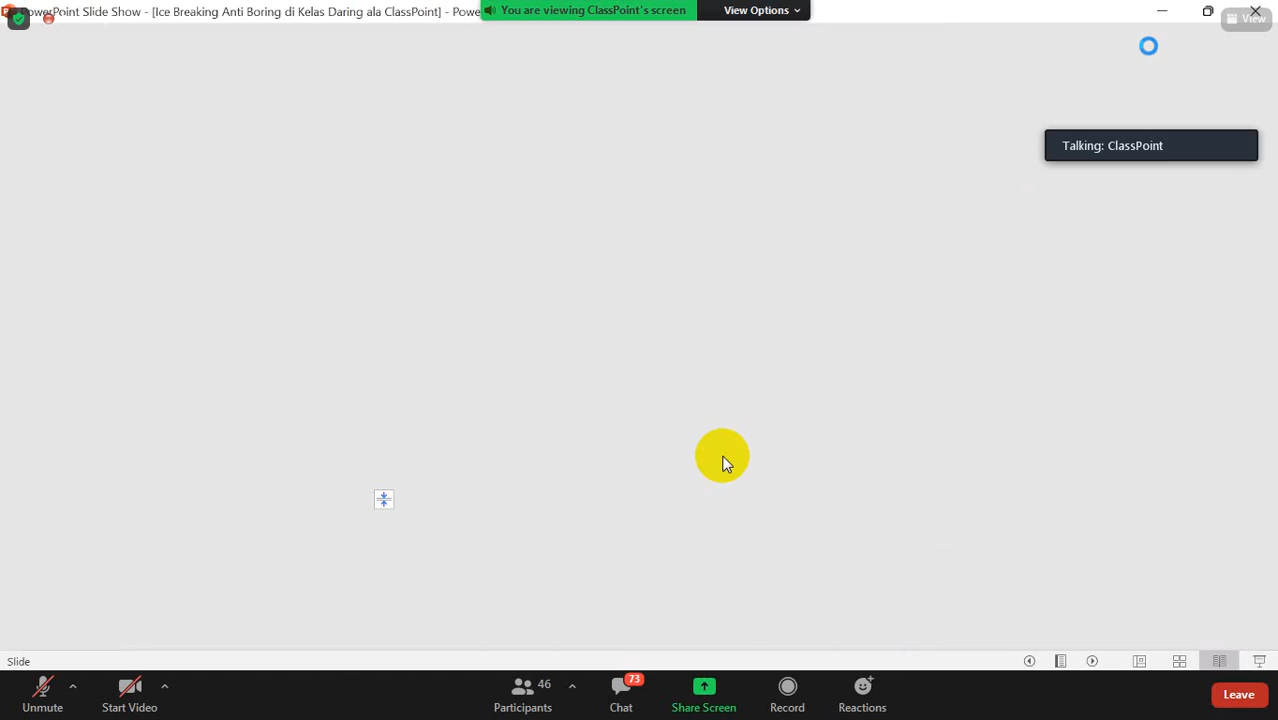 PowerPoint Slide Show - [Ice Breaking Anti Boring di Kelas Daring ala ClassPoint] - Powe
You are viewing ClassPoint's screen
View Options
View
Talking: ClassPoint
Slide
46
73
Unmute
Start Video
Participants
Chat
Share Screen
Record
Reactions
Leave